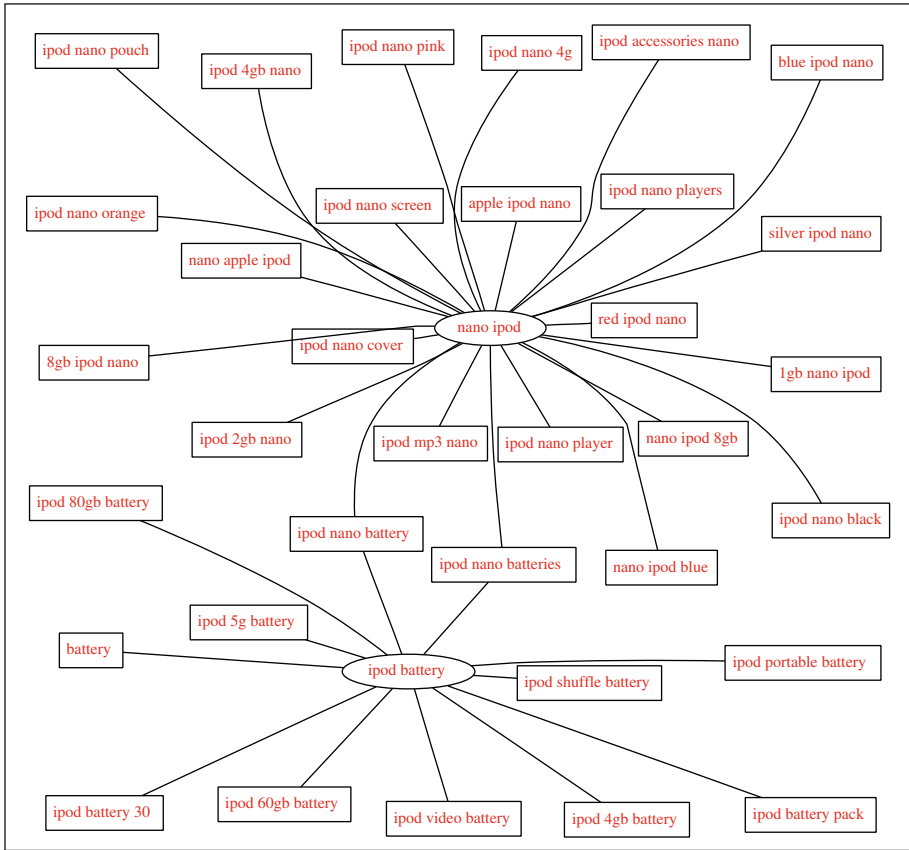 ipod nano pouch
ipod 4gb nano
ipod nano pink
ipod nano 4g
ipod accessories nano
blue ipod nano
ipod nano orange
ipod nano screen
apple ipod nano
ipod nano players
silver ipod nano
nano apple ipod
nano ipod
red ipod nano
8gb ipod nano
ipod nano cover
1gb nano ipod
ipod 2gb nano
ipod mp3 nano
ipod nano player
nano ipod 8gb
ipod 80gb battery
ipod nano battery
ipod nano batteries
nano ipod blue
ipod nano black
ipod 5g battery
battery
ipod battery
ipod shuffle battery
ipod portable battery
ipod battery 30
ipod 60gb battery
ipod video battery
ipod 4gb battery
ipod battery pack